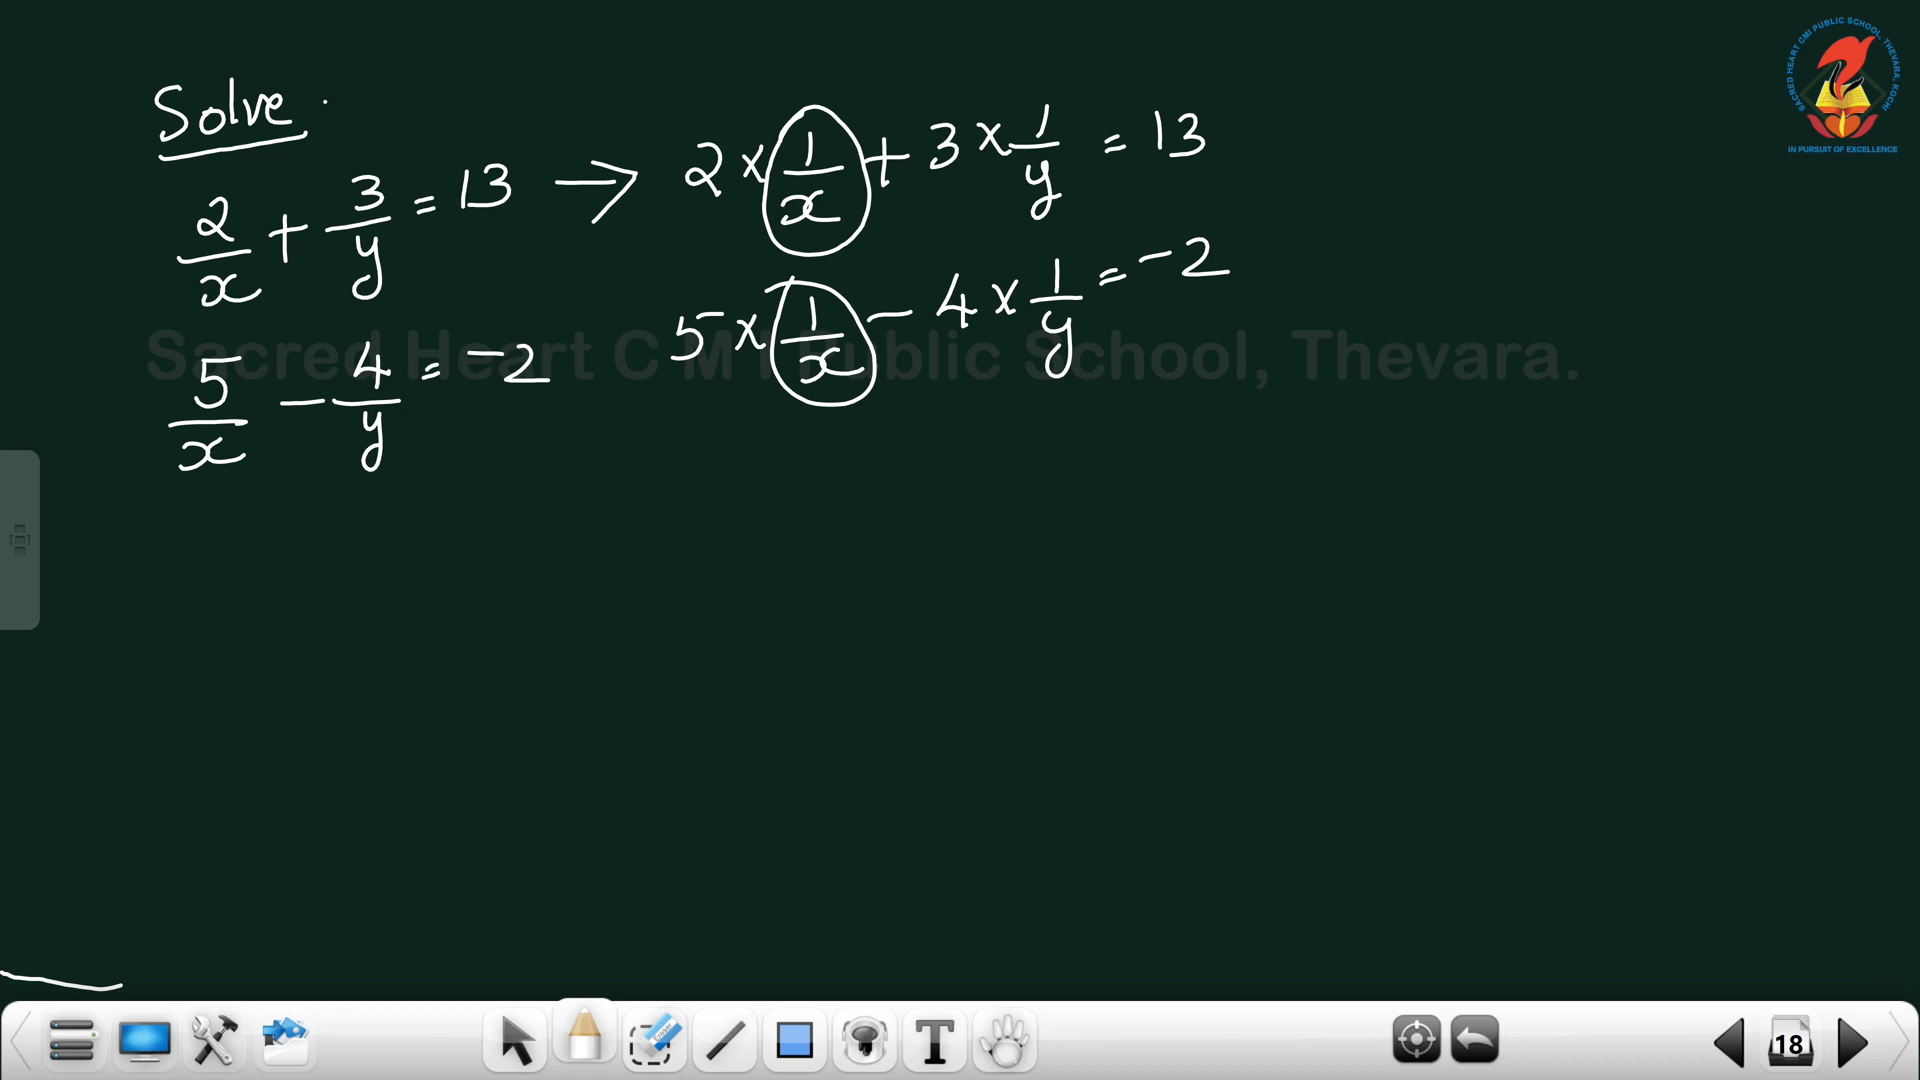 Solve.
2/x + 3/y = 13 → 2 × 1/x + 3 × 1/y = 13
5 × 1/x - 4 × 1/y = -2
5/x - 4/y = -2
Sacred Heart C M I Public School, Thevara.
SACRED HEART CMI PUBLIC SCHOOL, THEVARA, KOCHI
IN PURSUIT OF EXCELLENCE
eraser
T
18